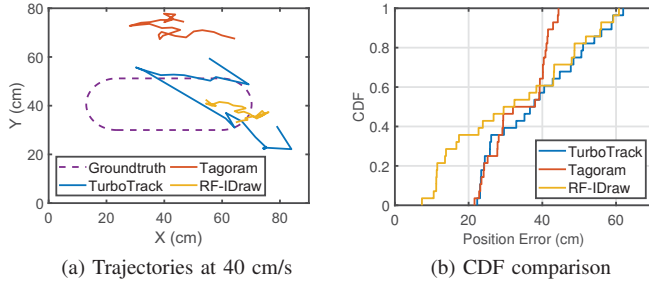 80
60
40
20
0
Y (cm)
Groundtruth
Tagoram
TurboTrack
RF-IDraw
0 20 40 60 80
X (cm)
(a) Trajectories at 40 cm/s
1
0.8
0.6
0.4
0.2
0
CDF
TurboTrack
Tagoram
RF-IDraw
0 20 40 60
Position Error (cm)
(b) CDF comparison